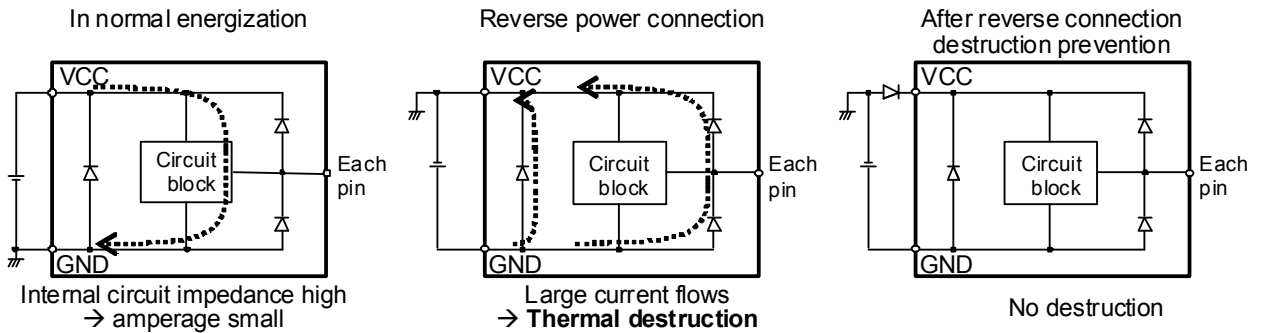 In normal energization
VCC
Circuit
block
Each
pin
GND
Internal circuit impedance high
→ amperage small
Reverse power connection
VCC
Circuit
block
Each
pin
GND
Large current flows
→ Thermal destruction
After reverse connection
destruction prevention
VCC
Circuit
block
Each
pin
GND
No destruction